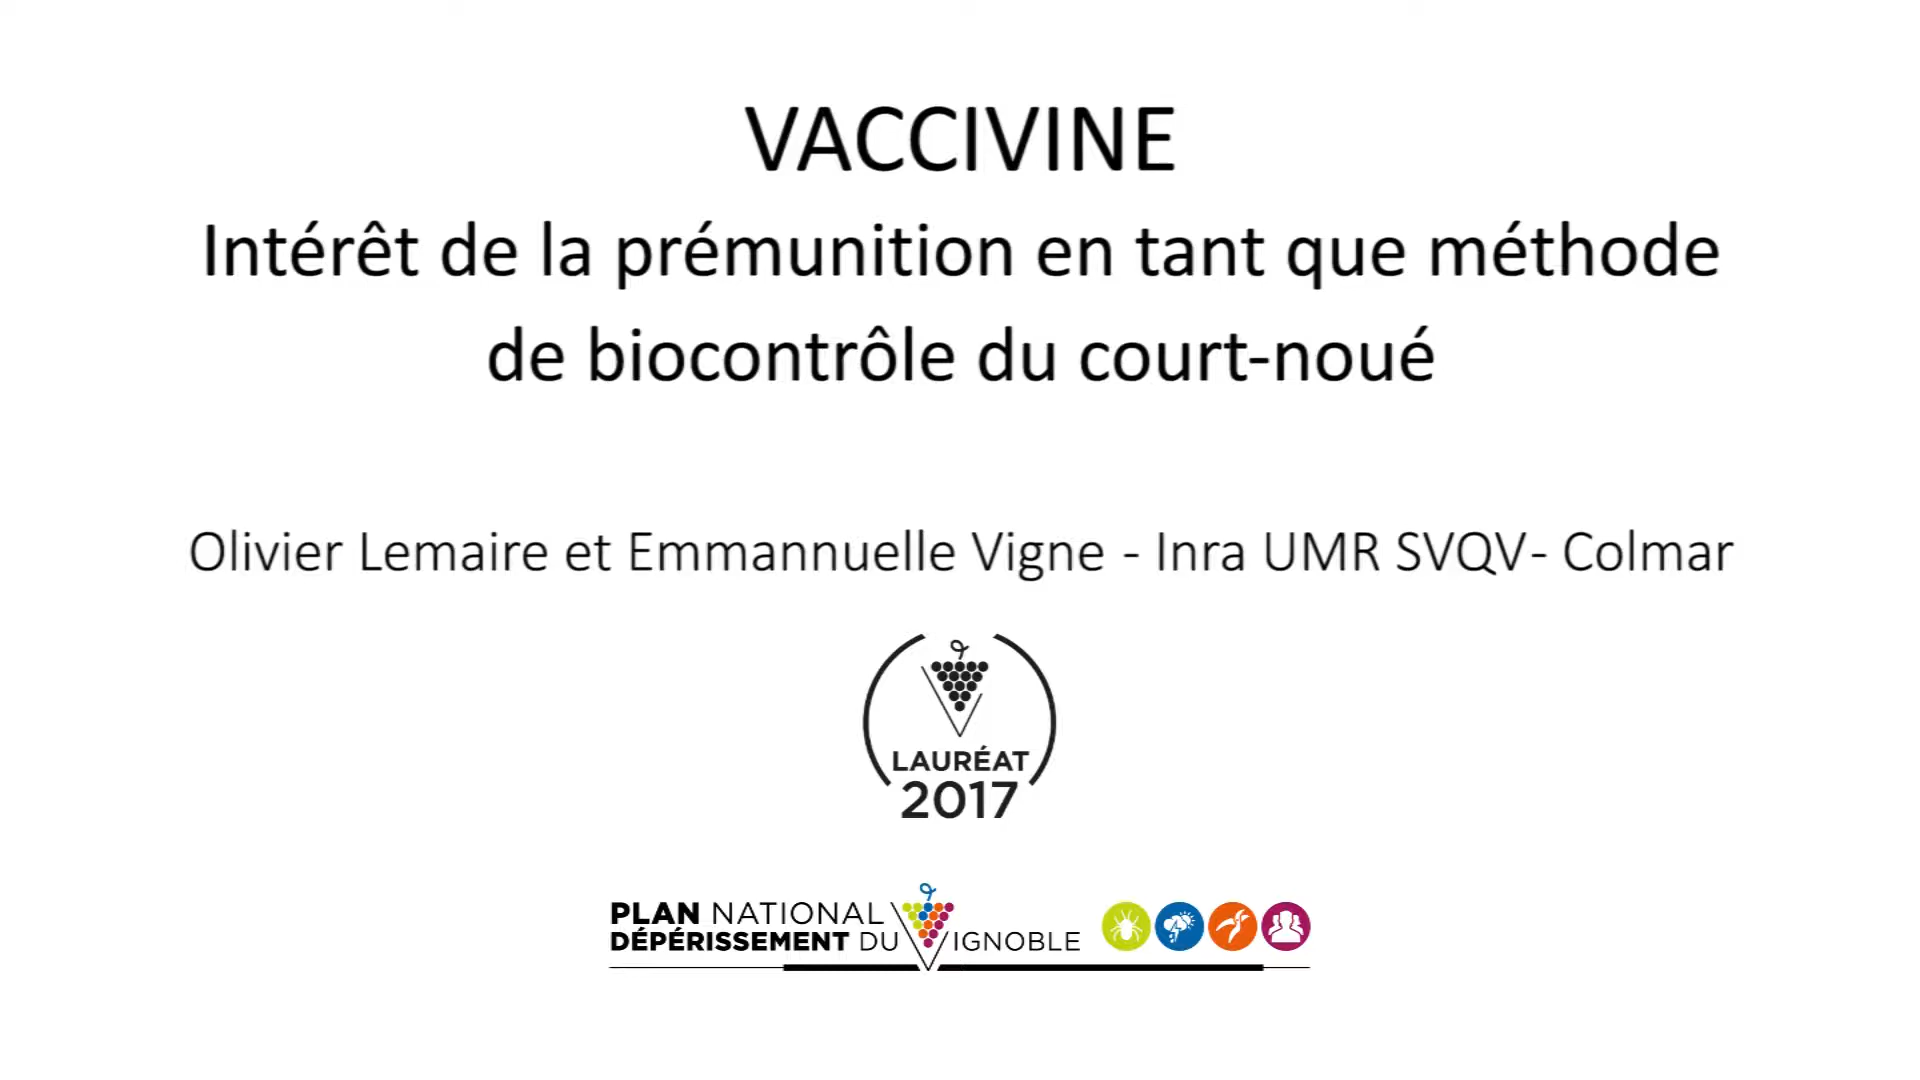 VACCIVINE
Intérêt de la prémunition en tant que méthode
de biocontrôle du court-noué
Olivier Lemaire et Emmannuelle Vigne - Inra UMR SVQV- Colmar
LAURÉAT
2017
PLAN NATIONAL
DÉPÉRISSEMENT DU VIGNOBLE